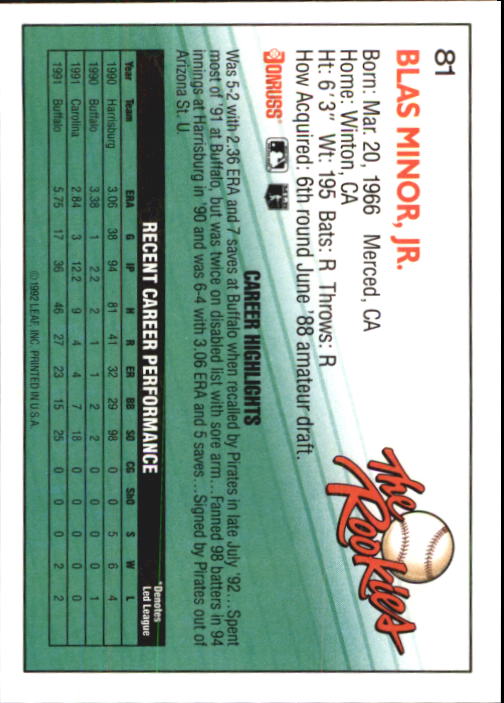 81
The
Rookies
BLAS MINOR, JR.
Born: Mar. 20, 1966 Merced, CA
Home: Winton, CA
Ht: 6'3" Wt: 195 Bats: R Throws: R
How Acquired: 6th round June '88 amateur draft.
DONRUSS
CAREER HIGHLIGHTS
Was 5-2 with 2.36 ERA and 7 saves at Buffalo when recalled by Pirates in late July '92...Spent
most of '91 at Buffalo, but was twice on disabled list with sore arm...Fanned 98 batters in 94
innings at Harrisburg in '90 and was 6-4 with 3.06 ERA and 5 saves...Signed by Pirates out of
Arizona St. U.
RECENT CAREER PERFORMANCE
*Denotes
Led League
Year Team ERA G IP H R ER BB SO CG ShO S W L
1990 Harrisburg 3.06 38 94 81 41 32 29 98 0 0 5 6 4
1990 Buffalo 3.38 1 2.2 2 1 1 2 2 0 0 0 0 1
1991 Carolina 2.84 3 12.2 9 4 4 7 18 0 0 0 0 0
1991 Buffalo 5.75 17 36 46 27 23 15 25 0 0 0 2 2
© 1992 LEAF, INC. PRINTED IN U.S.A.